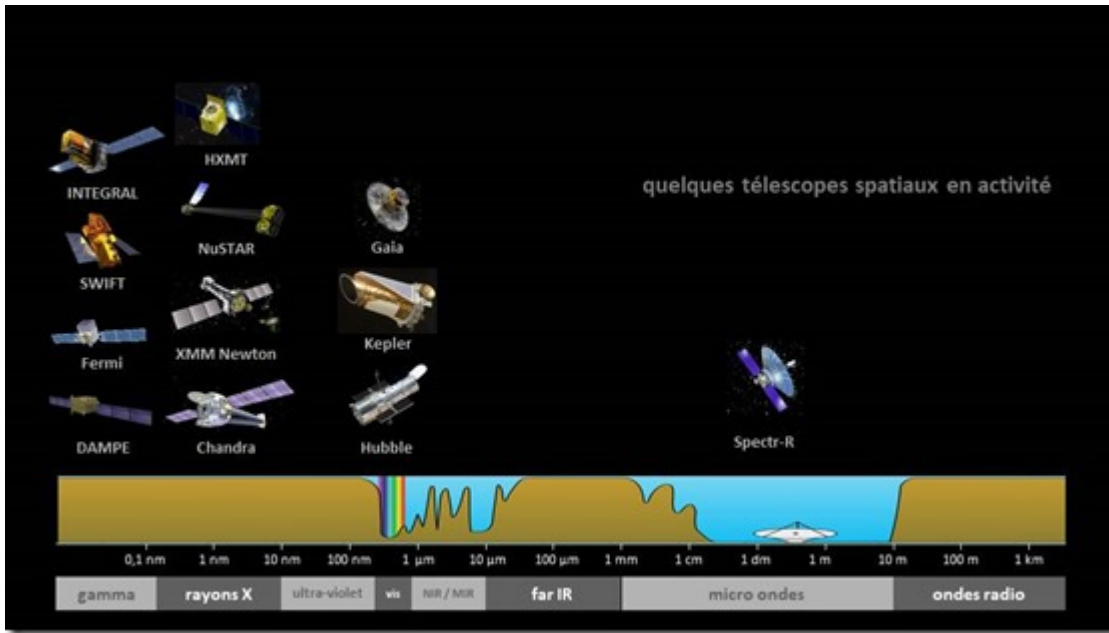 HXMT
INTEGRAL
quelques télescopes spatiaux en activité
NuSTAR
Gaia
SWIFT
XMM Newton
Kepler
Fermi
DAMPE
Chandra
Hubble
Spectr-R
0,1 nm 1 nm 10 nm 100 nm 1 µm 10 µm 100 µm 1 mm 1 cm 1 dm 1 m 10 m 100 m 1 km
gamma rayons X ultra-violet vis NIR / MIR far IR micro ondes ondes radio